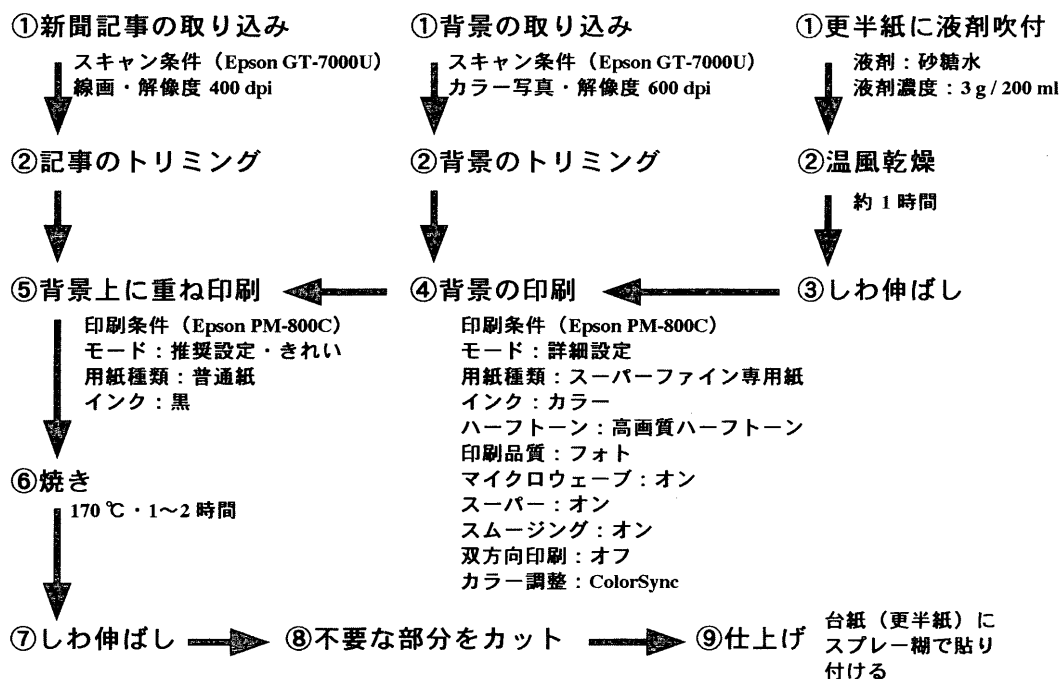 ①新聞記事の取り込み
スキャン条件（Epson GT-7000U）
線画・解像度 400 dpi
②記事のトリミング
①背景の取り込み
スキャン条件（Epson GT-7000U）
カラー写真・解像度 600 dpi
②背景のトリミング
①更半紙に液剤吹付
液剤：砂糖水
液剤濃度：3 g / 200 ml
②温風乾燥
約 1 時間
③しわ伸ばし
④背景の印刷
印刷条件（Epson PM-800C）
モード：詳細設定
用紙種類：スーパーファイン専用紙
インク：カラー
ハーフトーン：高画質ハーフトーン
印刷品質：フォト
マイクロウェーブ：オン
スーパー：オン
スムージング：オン
双方向印刷：オフ
カラー調整：ColorSync
⑤背景上に重ね印刷
印刷条件（Epson PM-800C）
モード：推奨設定・きれい
用紙種類：普通紙
インク：黒
⑥焼き
170 ℃・1〜2 時間
⑦しわ伸ばし
⑧不要な部分をカット
⑨仕上げ
台紙（更半紙）に
スプレー糊で貼り
付ける